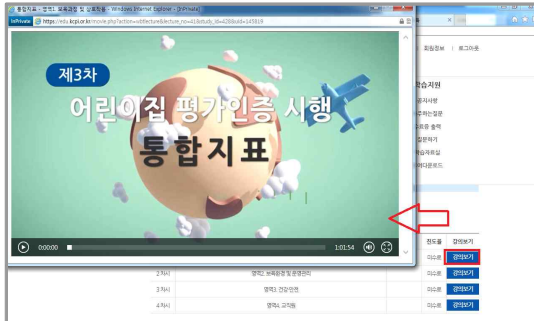 통합지표 - 영역1. 보육과정 및 상호작용 - Windows Internet Explorer - [InPrivate]
InPrivate https://edu.kcpi.or.kr/movie.php?action=wlllecture&lecture_no=41&study_id=428&uid=145819
회원정보 | 로그아웃
제3차
어린이집 평가인증 시행
통합지표
습지원
공지사항
주하는질문
료증 출력
질문하기
습자료실
어다운로드
0:00:00
1:01:54
진도율 강의보기
미수료 강의보기
2 차시 영역2. 보육환경 및 운영관리 미수료 강의보기
3 차시 영역3. 건강·안전 미수료 강의보기
4 차시 영역4. 교직원 미수료 강의보기